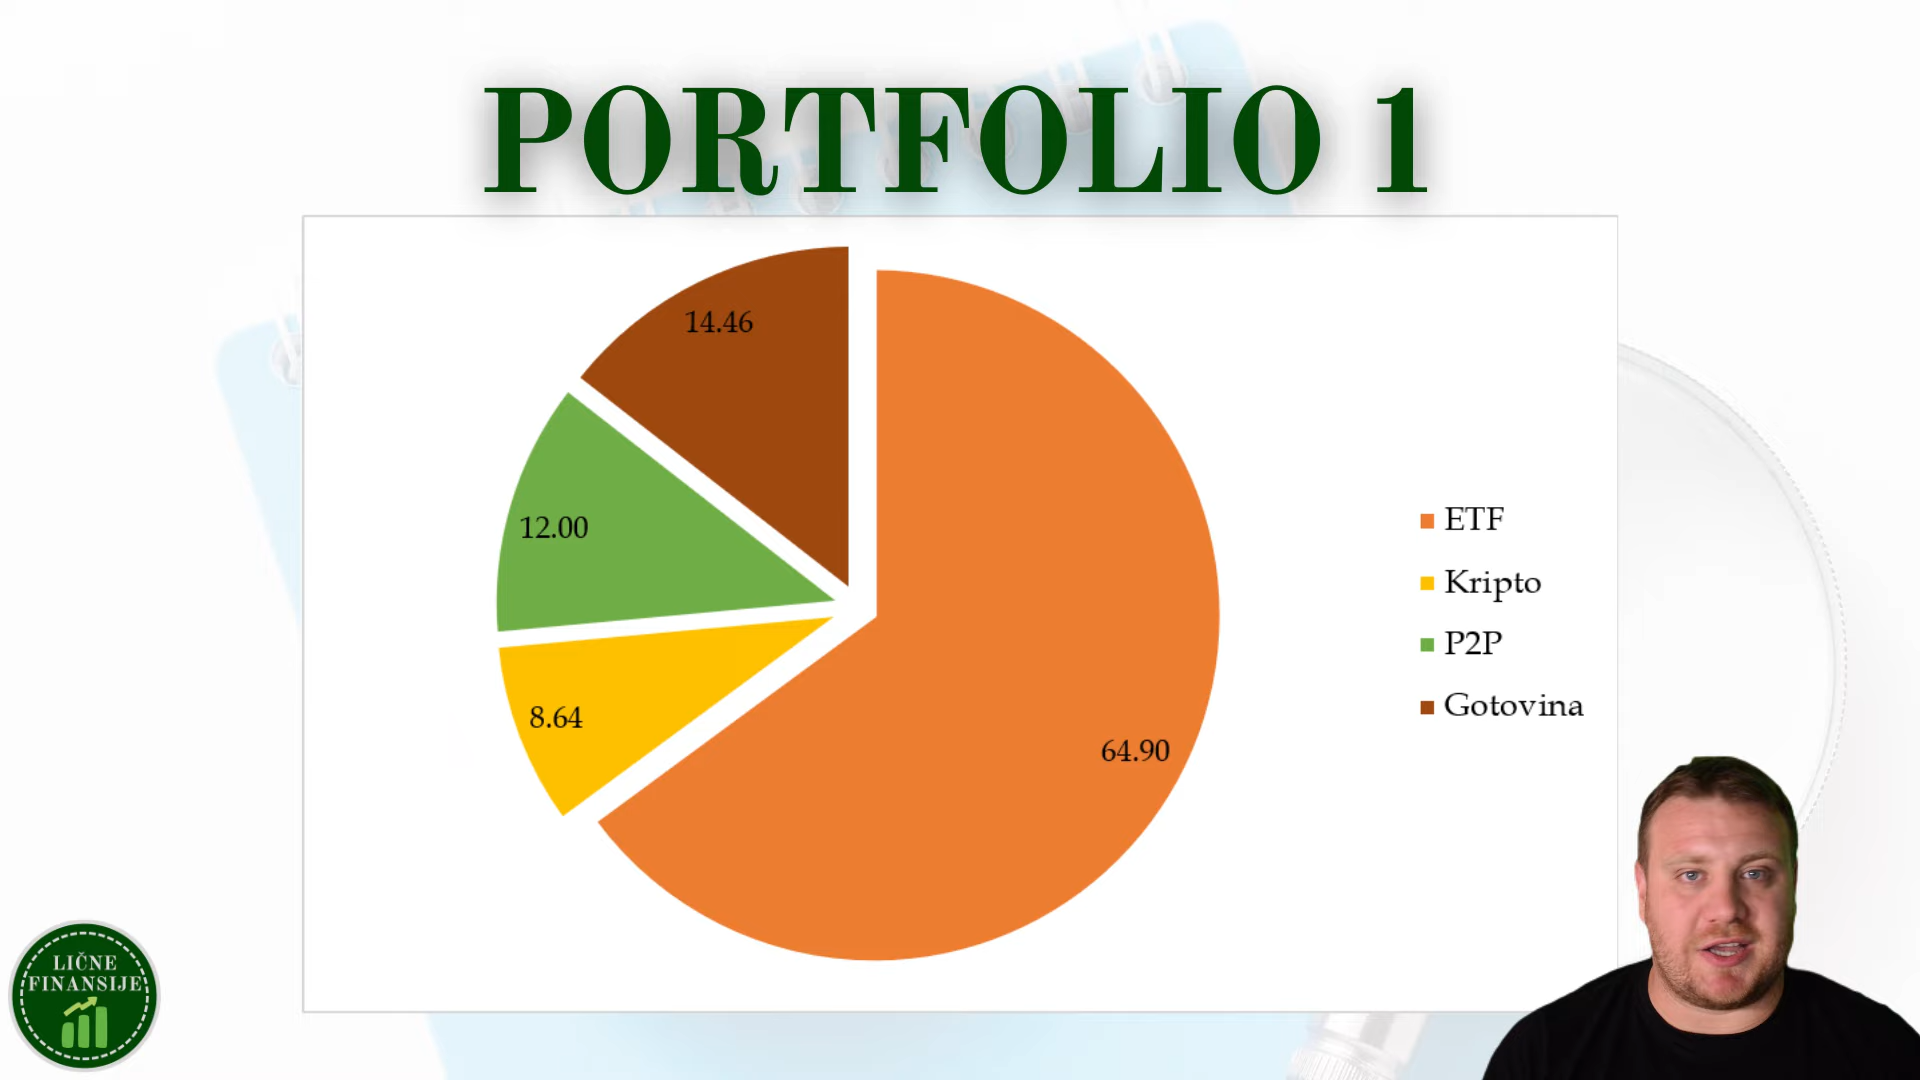 PORTFOLIO 1
14.46
12.00
8.64
64.90
ETF
Kripto
P2P
Gotovina
LIČNE
FINANSIJE